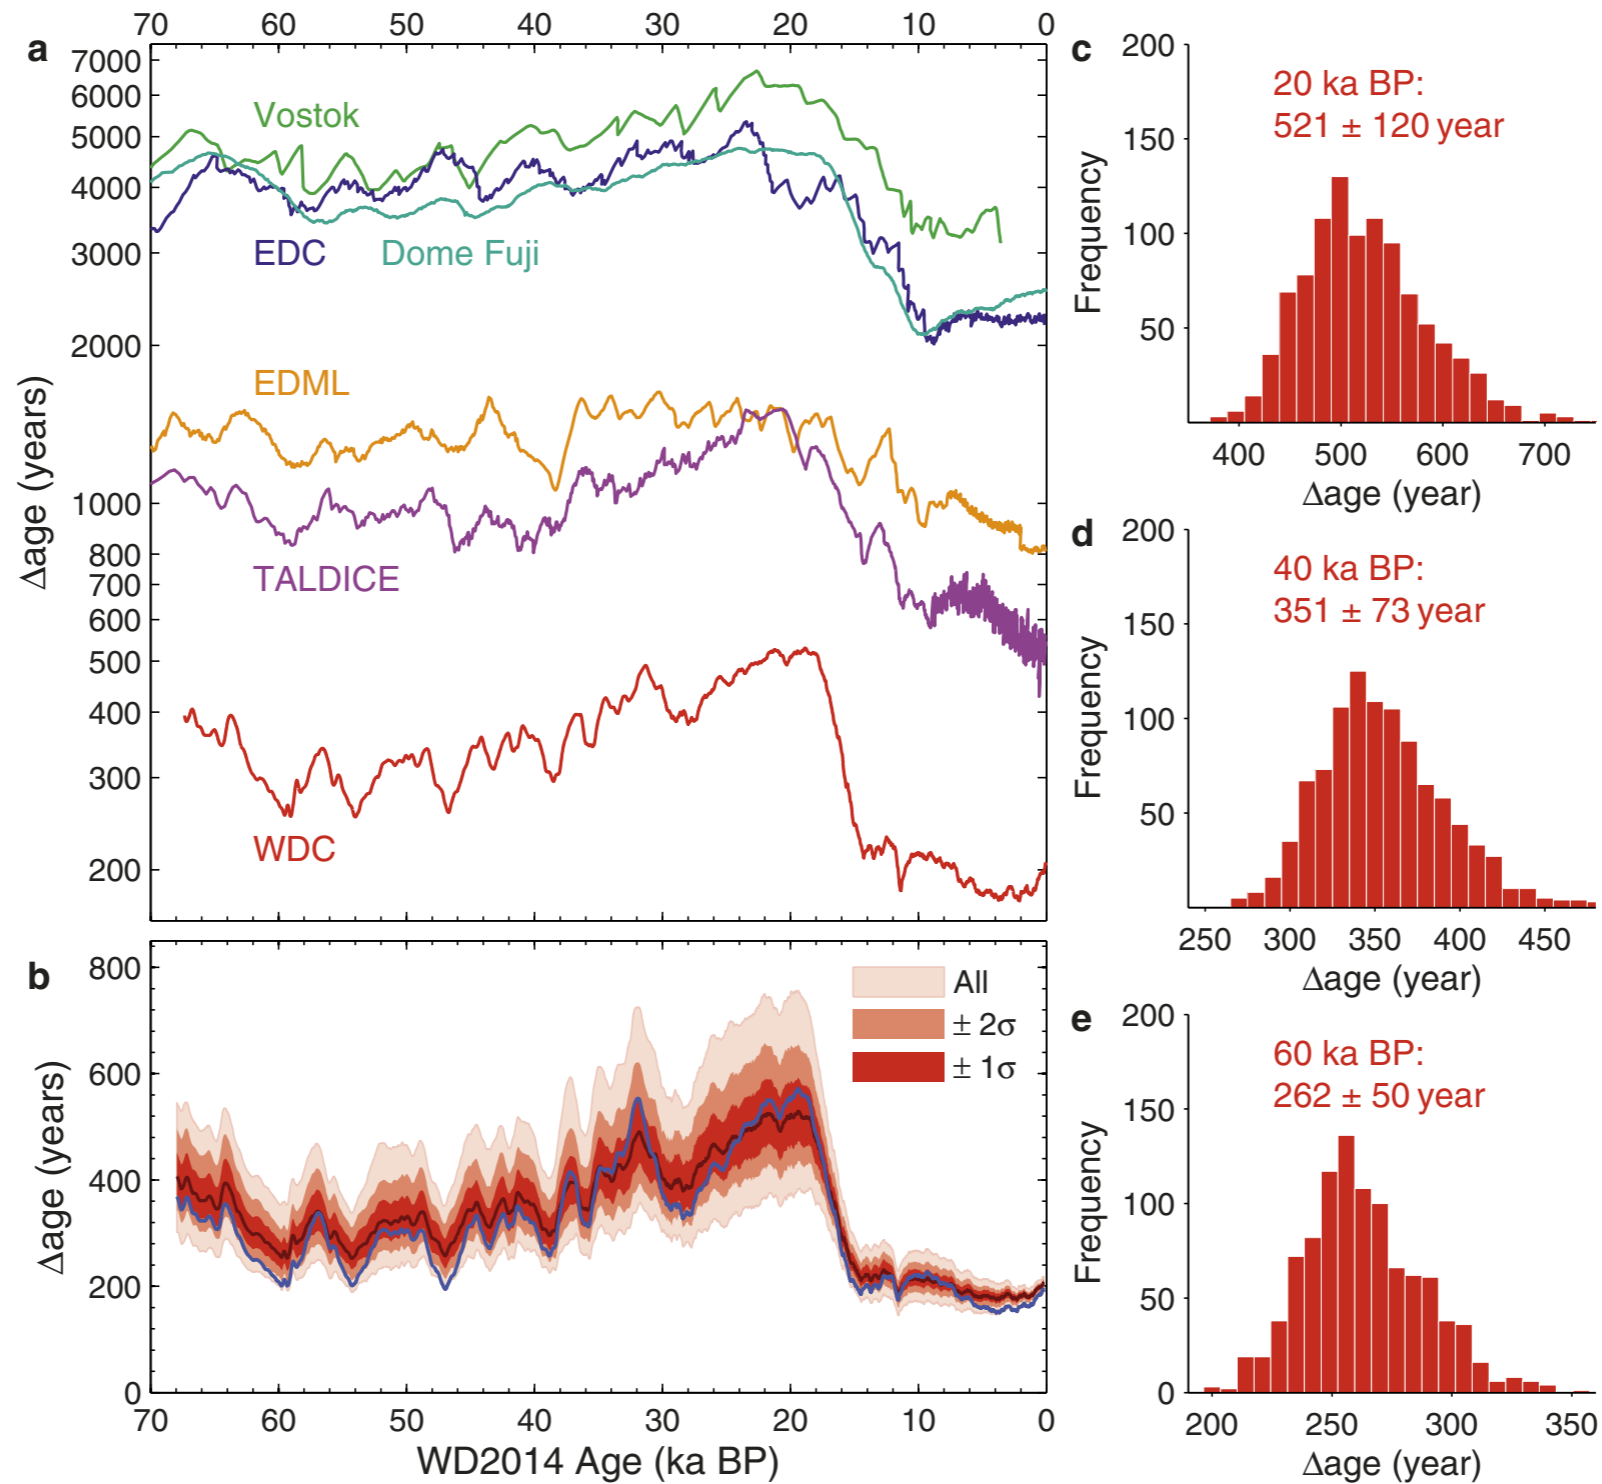 a
70 60 50 40 30 20 10 0
7000
6000
5000
4000
3000
2000
1000
800
700
600
500
400
300
200
Δage (years)
Vostok
EDC
Dome Fuji
EDML
TALDICE
WDC
b
800
600
400
200
0
Δage (years)
All
± 2σ
± 1σ
70 60 50 40 30 20 10 0
WD2014 Age (ka BP)
c
200
150
100
50
Frequency
20 ka BP:
521 ± 120 year
400 500 600 700
Δage (year)
d
200
150
100
50
Frequency
40 ka BP:
351 ± 73 year
250 300 350 400 450
Δage (year)
e
200
150
100
50
0
Frequency
60 ka BP:
262 ± 50 year
200 250 300 350
Δage (year)